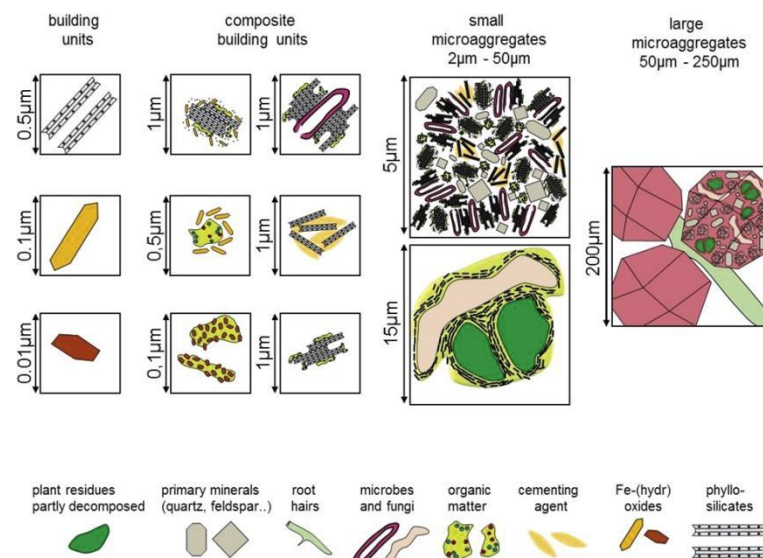 building
units
composite
building units
small
microaggregates
2µm - 50µm
large
microaggregates
50µm - 250µm
0.5µm
1µm
1µm
5µm
0.1µm
0.5µm
1µm
200µm
0.01µm
0,1µm
1µm
15µm
plant residues
partly decomposed
primary minerals
(quartz, feldspar..)
root
hairs
microbes
and fungi
organic
matter
cementing
agent
Fe-(hydr)
oxides
phyllo-
silicates